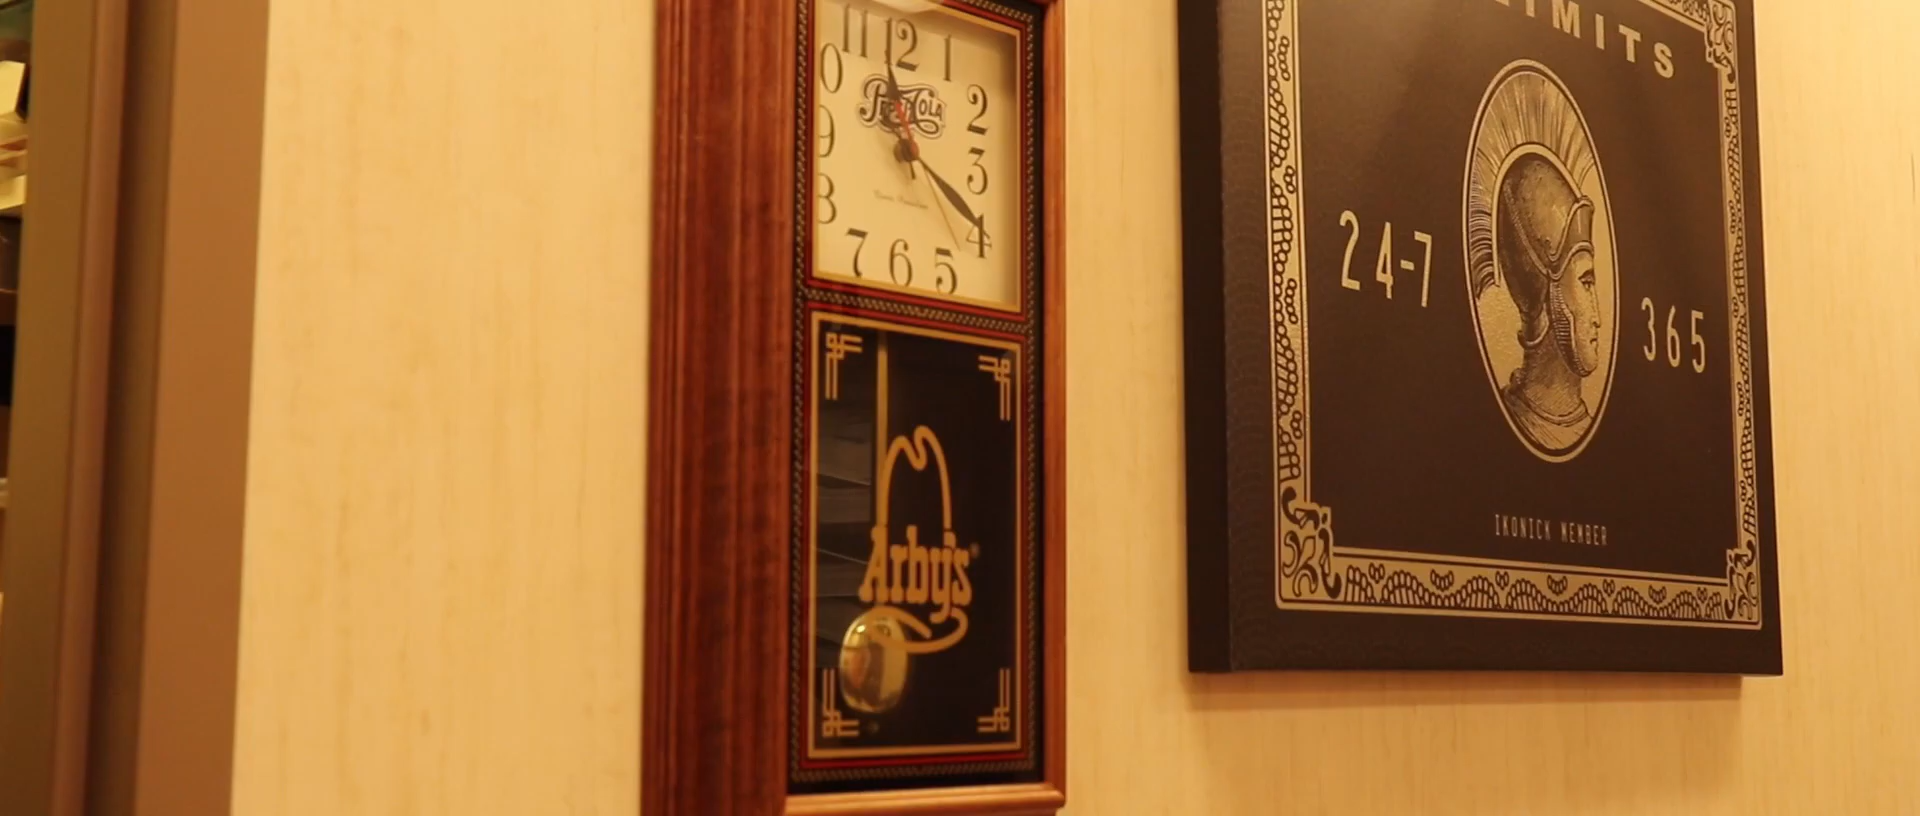 11 12 1
10 2
9 3
8 4
7 6 5
PEPSI-COLA
Arby's
LIMITS
24-7
365
IKONICK MEMBER